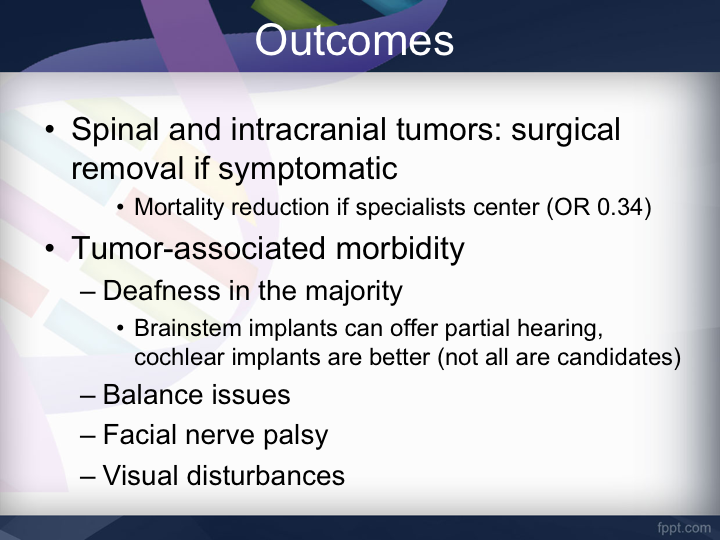 Outcomes
• Spinal and intracranial tumors: surgical
removal if symptomatic
• Mortality reduction if specialists center (OR 0.34)
• Tumor-associated morbidity
– Deafness in the majority
• Brainstem implants can offer partial hearing,
cochlear implants are better (not all are candidates)
– Balance issues
– Facial nerve palsy
– Visual disturbances
fppt.com